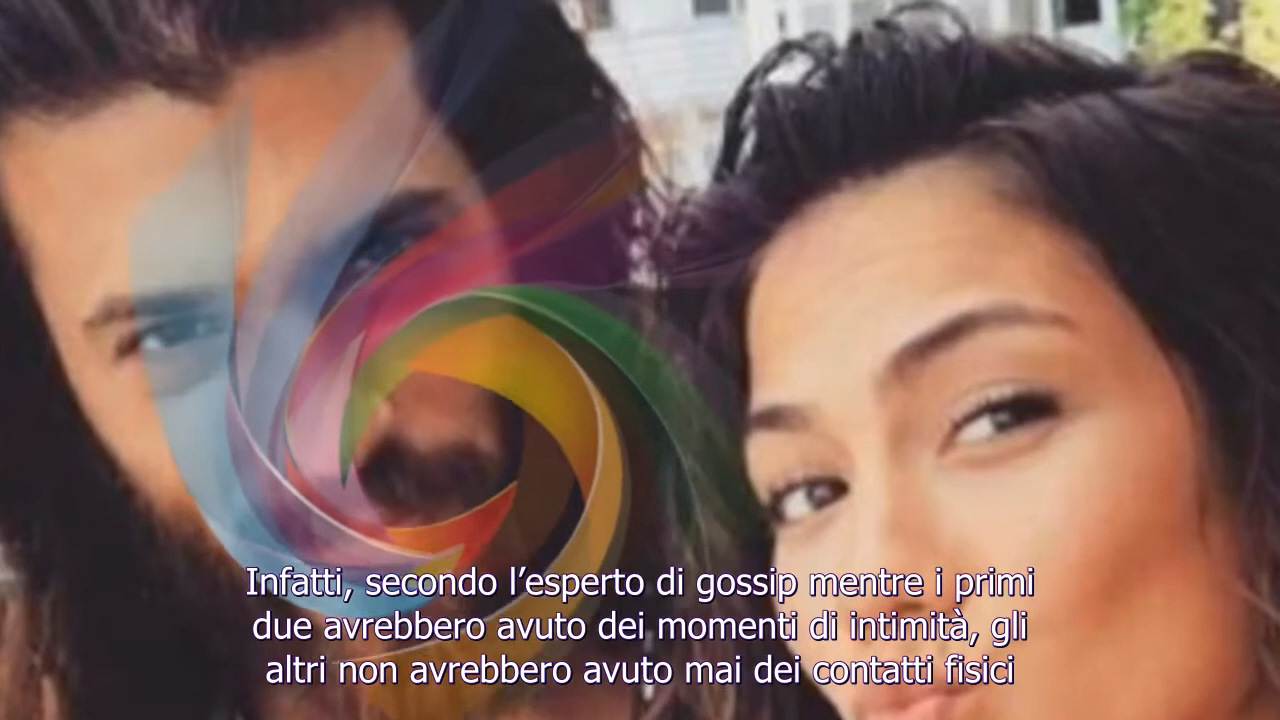 Infatti, secondo l’esperto di gossip mentre i primi
due avrebbero avuto dei momenti di intimità, gli
altri non avrebbero avuto mai dei contatti fisici